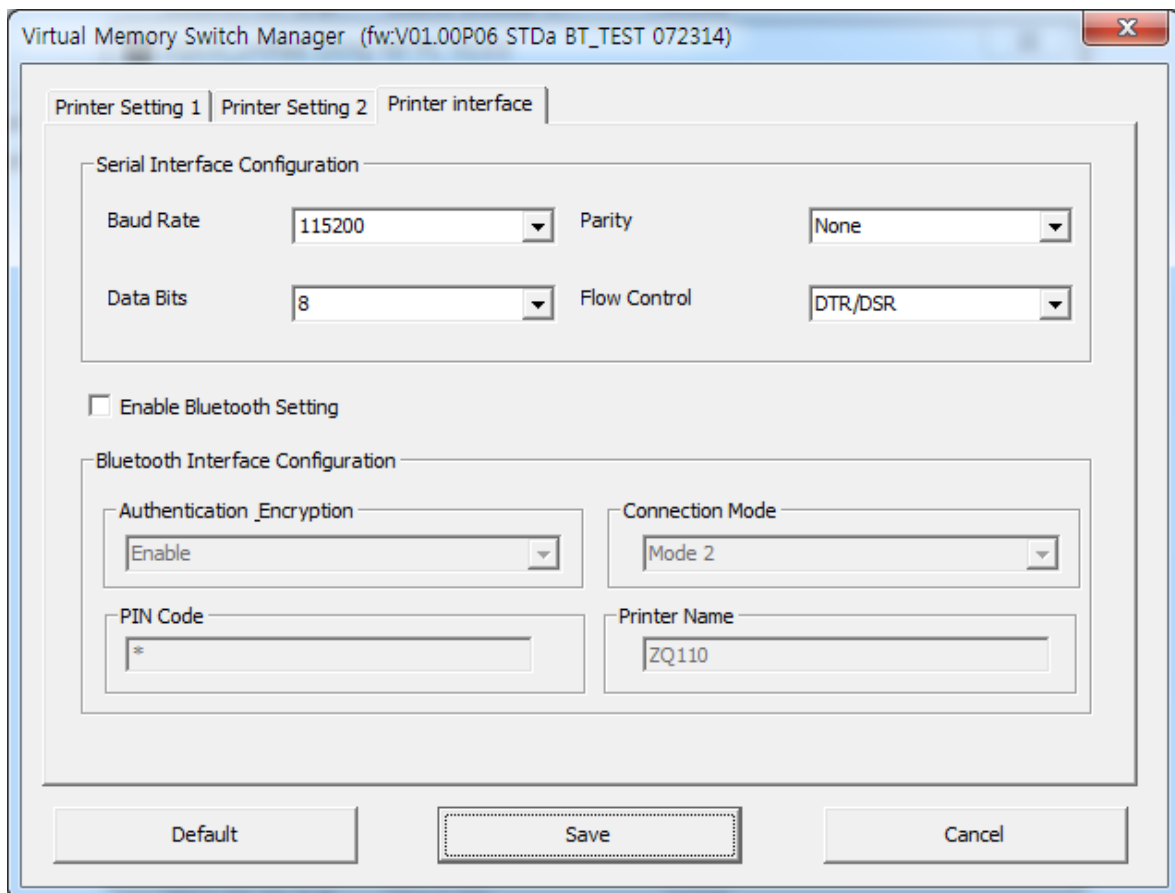 Virtual Memory Switch Manager (fw:V01.00P06 STDa BT_TEST 072314)
Printer Setting 1 Printer Setting 2 Printer interface
Serial Interface Configuration
Baud Rate 115200 Parity None
Data Bits 8 Flow Control DTR/DSR
Enable Bluetooth Setting
Bluetooth Interface Configuration
Authentication_Encryption Connection Mode
Enable Mode 2
PIN Code Printer Name
* ZQ110
Default Save Cancel